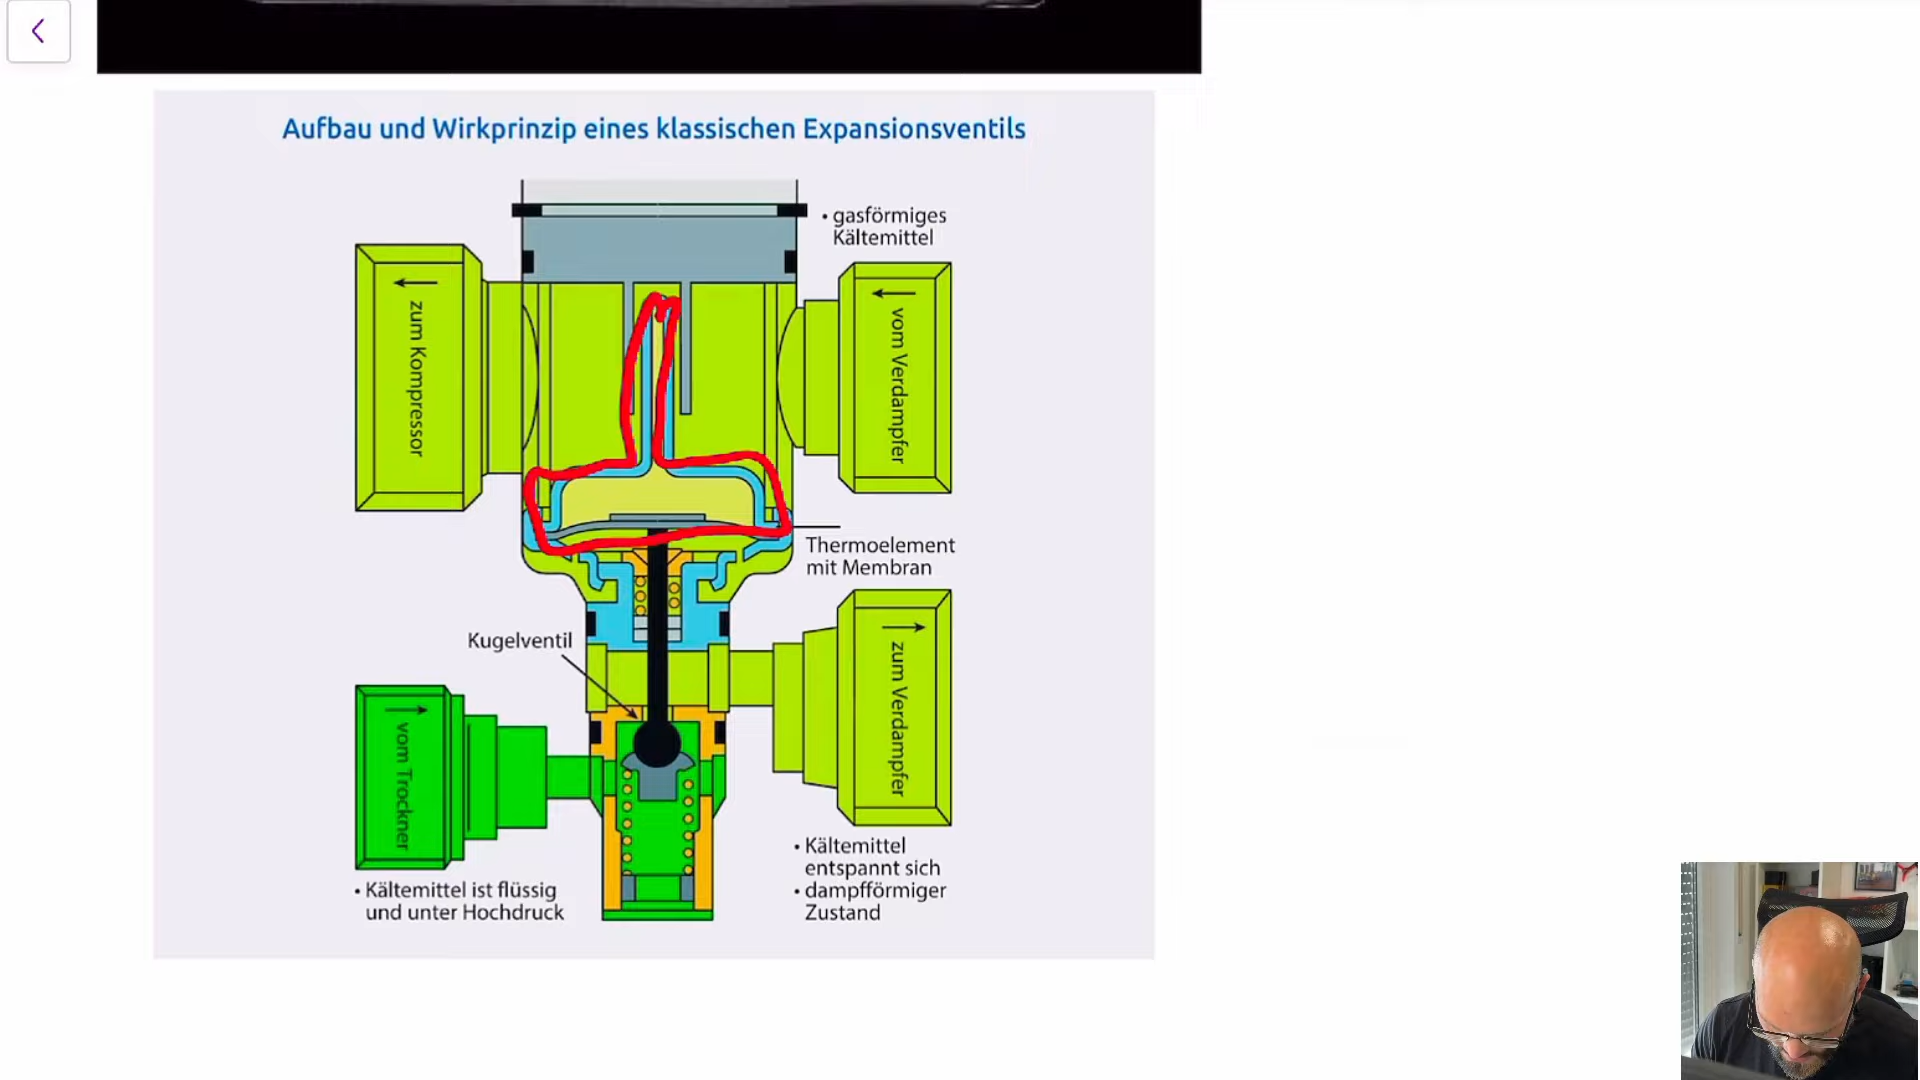 Aufbau und Wirkprinzip eines klassischen Expansionsventils
• gasförmiges
Kältemittel
zum Kompressor
vom Verdampfer
Thermoelement
mit Membran
Kugelventil
vom Trockner
zum Verdampfer
• Kältemittel ist flüssig
und unter Hochdruck
• Kältemittel
entspannt sich
• dampfförmiger
Zustand